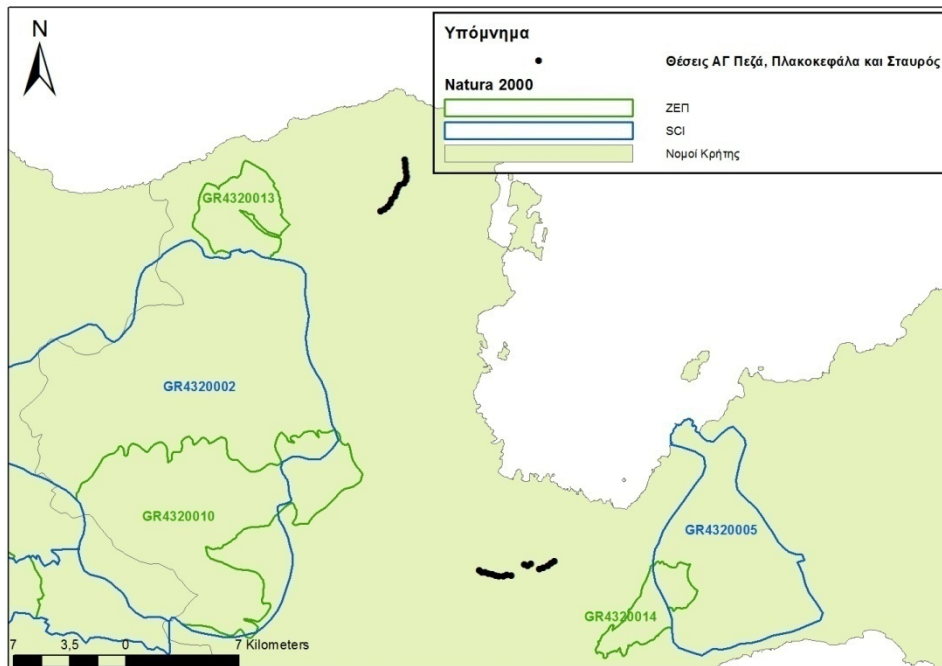 N
Υπόμνημα
Θέσεις ΑΓ Πεζά, Πλακοκεφάλα και Σταυρός
Natura 2000
ΖΕΠ
SCI
Νομοί Κρήτης
GR4320013
GR4320002
GR4320010
GR4320005
GR4320014
7 3,5 0 7 Kilometers